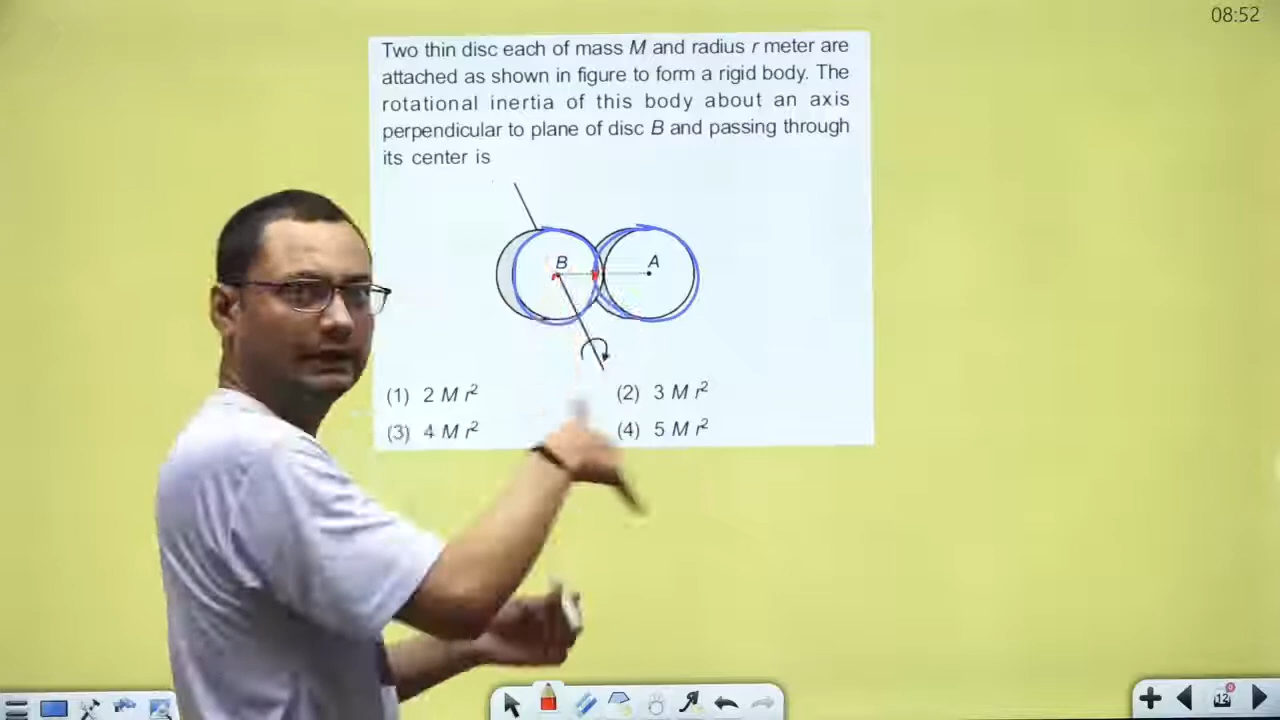 08:52
Two thin disc each of mass M and radius r meter are
attached as shown in figure to form a rigid body. The
rotational inertia of this body about an axis
perpendicular to plane of disc B and passing through
its center is
B A
(1) 2 M r²
(2) 3 M r²
(3) 4 M r²
(4) 5 M r²
12